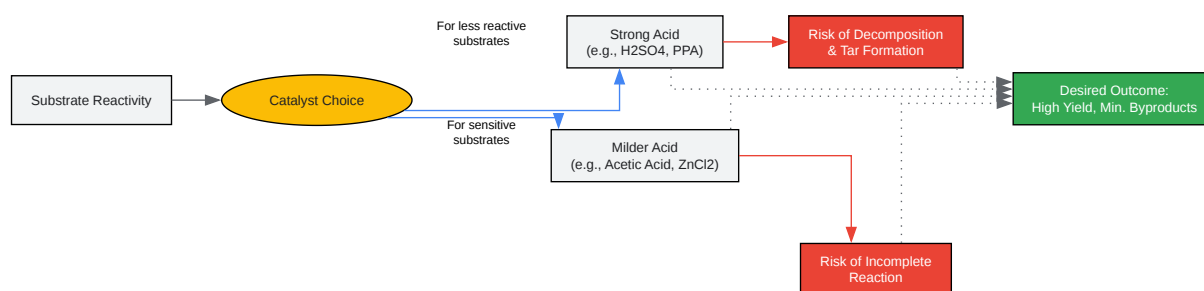 For less reactive
substrates
Strong Acid
(e.g., H2SO4, PPA)
Risk of Decomposition
& Tar Formation
Substrate Reactivity
Catalyst Choice
Desired Outcome:
High Yield, Min. Byproducts
For sensitive
substrates
Milder Acid
(e.g., Acetic Acid, ZnCl2)
Risk of Incomplete
Reaction